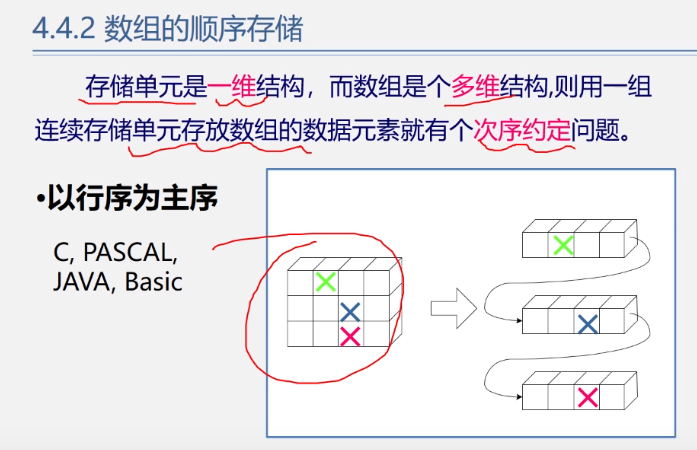 4.4.2 数组的顺序存储
存储单元是一维结构，而数组是个多维结构,则用一组
连续存储单元存放数组的数据元素就有个次序约定问题。
•以行序为主序
C, PASCAL,
JAVA, Basic